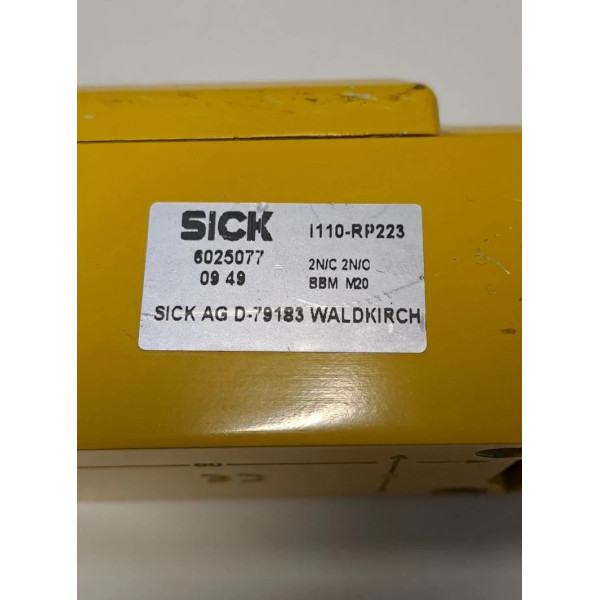 SICK
I110-RP223
6025077
2N/C 2N/O
09 49
BBM M20
SICK AG D-79183 WALDKIRCH